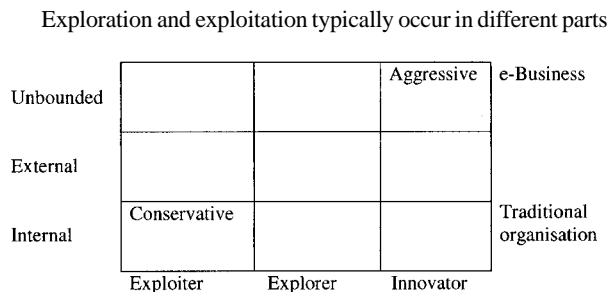 Exploration and exploitation typically occur in different parts
Aggressive e-Business
Unbounded
External
Conservative Traditional
Internal organisation
Exploiter Explorer Innovator